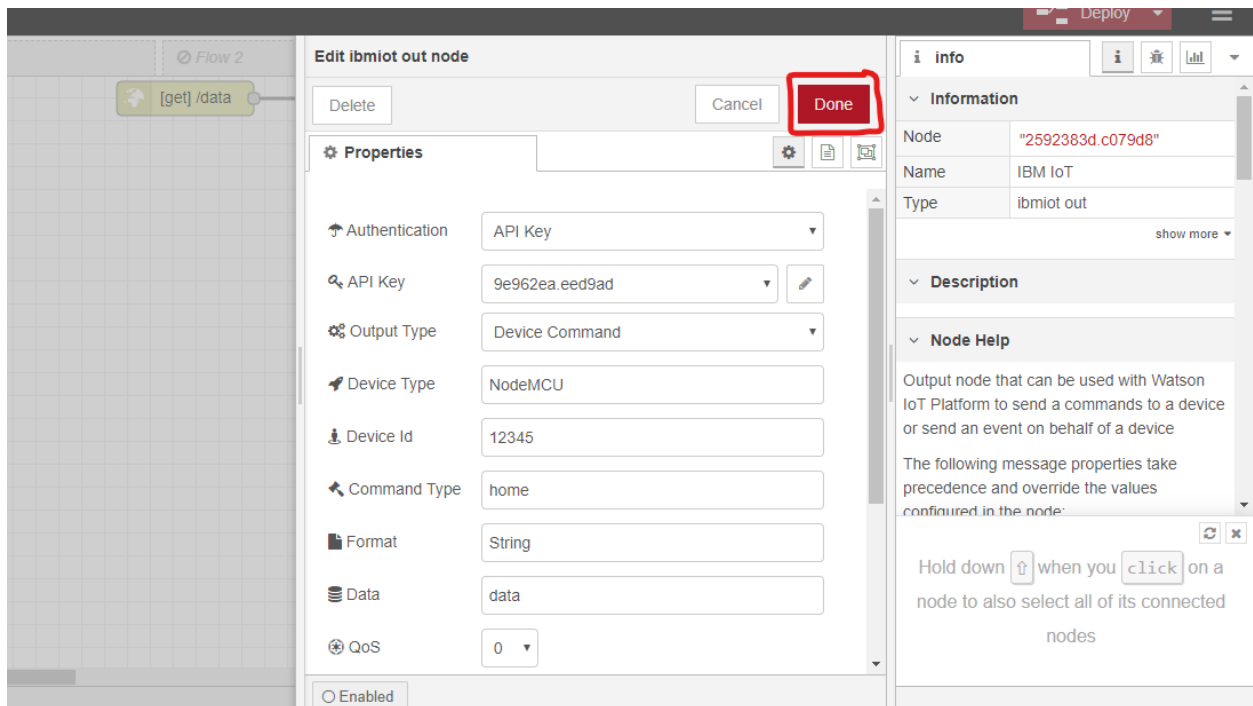 Deploy
Flow 2
[get] /data
Edit ibmiot out node
Delete
Cancel
Done
Properties
Authentication
API Key
API Key
9e962ea.eed9ad
Output Type
Device Command
Device Type
NodeMCU
Device Id
12345
Command Type
home
Format
String
Data
data
QoS
0
Enabled
i info
i
Information
Node
"2592383d.c079d8"
Name
IBM IoT
Type
ibmiot out
show more
Description
Node Help
Output node that can be used with Watson
IoT Platform to send a commands to a device
or send an event on behalf of a device
The following message properties take
precedence and override the values
configured in the node:
Hold down ⇧ when you click on a
node to also select all of its connected
nodes